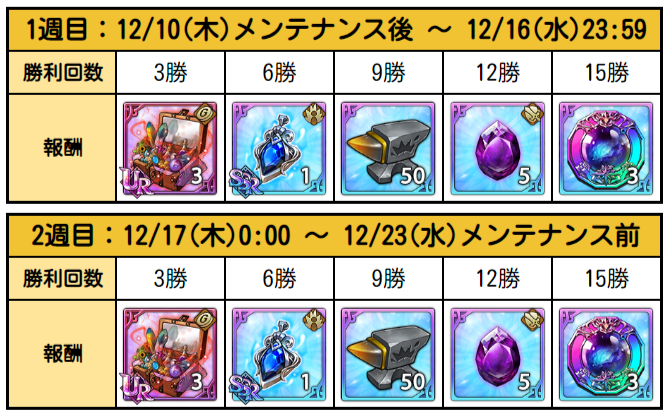 1週目：12/10(木)メンテナンス後 ～ 12/16(水)23:59
勝利回数 3勝 6勝 9勝 12勝 15勝
報酬 UR G 3 SSR 1 50 5 3
2週目：12/17(木)0:00 ～ 12/23(水)メンテナンス前
勝利回数 3勝 6勝 9勝 12勝 15勝
報酬 UR G 3 SSR 1 50 5 3